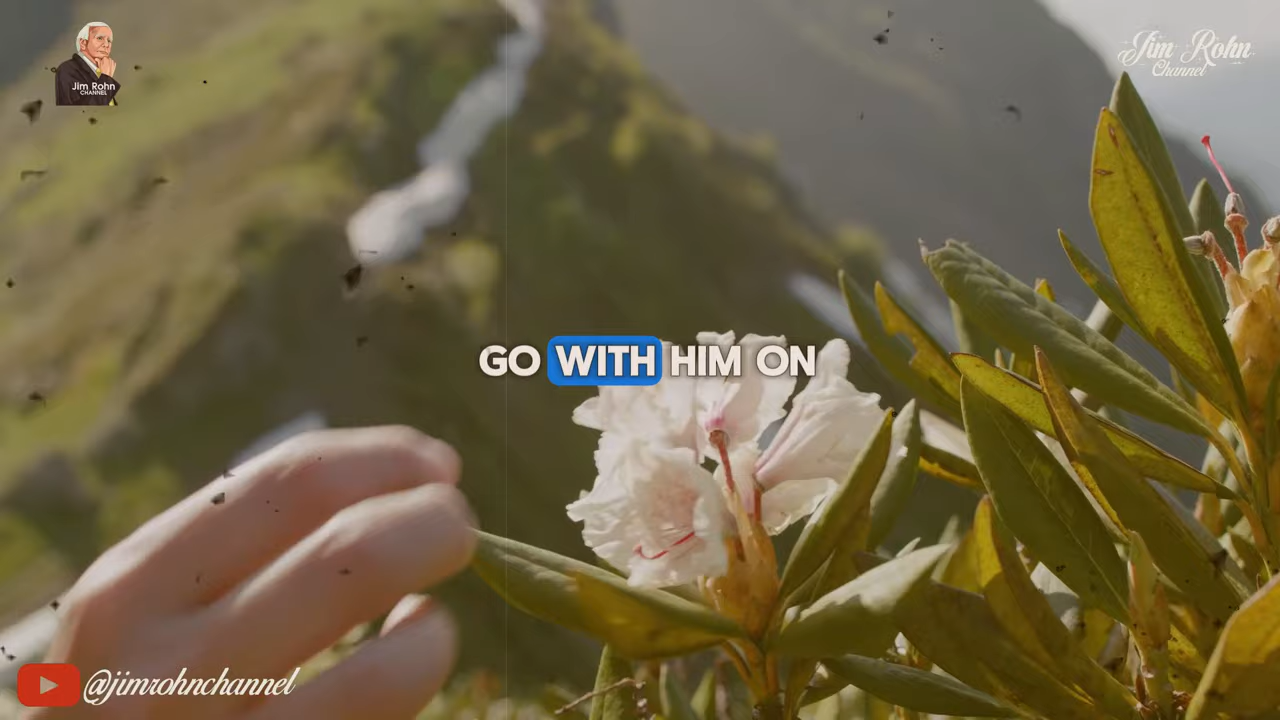 Jim Rohn
CHANNEL
Jim Rohn
Channel
GO WITH HIM ON
@jimrohnchannel